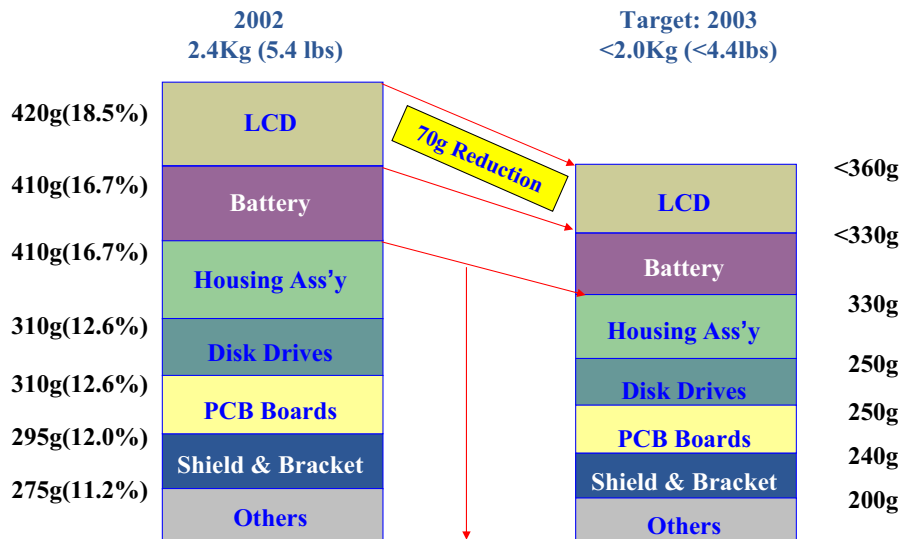 2002
2.4Kg (5.4 lbs)
Target: 2003
<2.0Kg (<4.4lbs)
420g(18.5%)
LCD
410g(16.7%)
Battery
410g(16.7%)
Housing Ass’y
310g(12.6%)
Disk Drives
310g(12.6%)
PCB Boards
295g(12.0%)
Shield & Bracket
275g(11.2%)
Others
70g Reduction
<360g
LCD
<330g
Battery
330g
Housing Ass’y
250g
Disk Drives
250g
PCB Boards
240g
Shield & Bracket
200g
Others